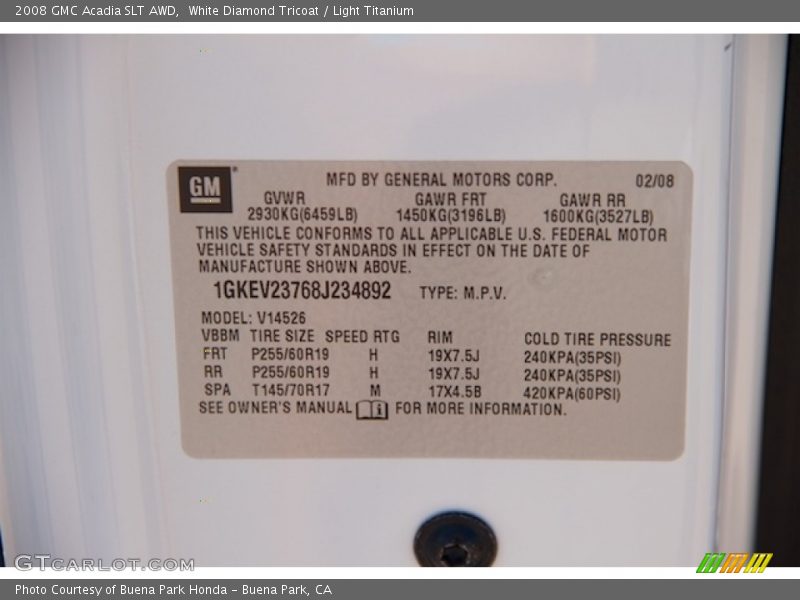 2008 GMC Acadia SLT AWD, White Diamond Tricoat / Light Titanium
GM MFD BY GENERAL MOTORS CORP. 02/08
GVWR GAWR FRT GAWR RR
2930KG(6459LB) 1450KG(3196LB) 1600KG(3527LB)
THIS VEHICLE CONFORMS TO ALL APPLICABLE U.S. FEDERAL MOTOR
VEHICLE SAFETY STANDARDS IN EFFECT ON THE DATE OF
MANUFACTURE SHOWN ABOVE.
1GKEV23768J234892 TYPE: M.P.V.
MODEL: V14526
VBBM TIRE SIZE SPEED RTG RIM COLD TIRE PRESSURE
FRT P255/60R19 H 19X7.5J 240KPA(35PSI)
RR P255/60R19 H 19X7.5J 240KPA(35PSI)
SPA T145/70R17 M 17X4.5B 420KPA(60PSI)
SEE OWNER'S MANUAL i FOR MORE INFORMATION.
GTCARLOT.COM
Photo Courtesy of Buena Park Honda - Buena Park, CA